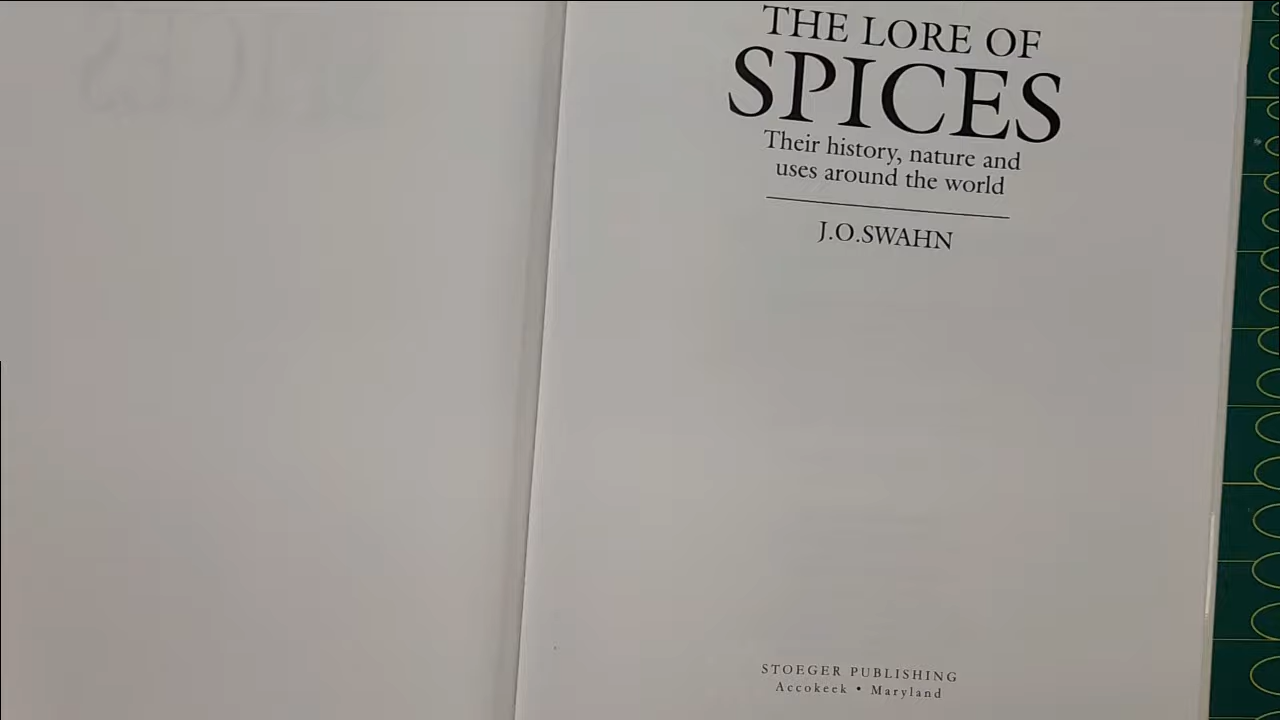 THE LORE OF
SPICES
Their history, nature and
uses around the world
J.O.SWAHN
STOEGER PUBLISHING
Accokeek • Maryland